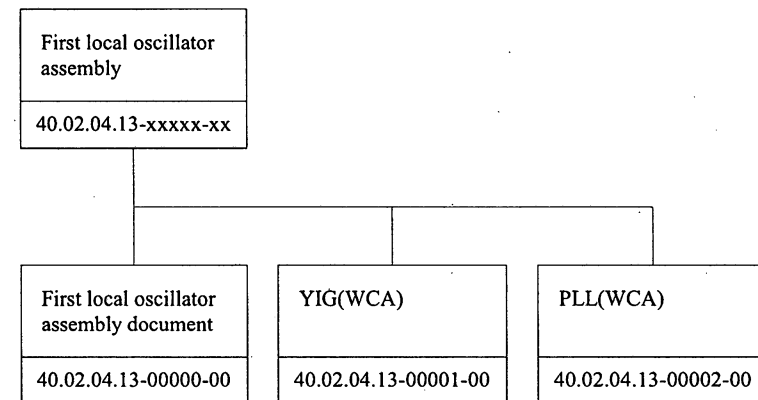 First local oscillator
assembly
40.02.04.13-xxxxx-xx
First local oscillator
assembly document
40.02.04.13-00000-00
YIG(WCA)
40.02.04.13-00001-00
PLL(WCA)
40.02.04.13-00002-00